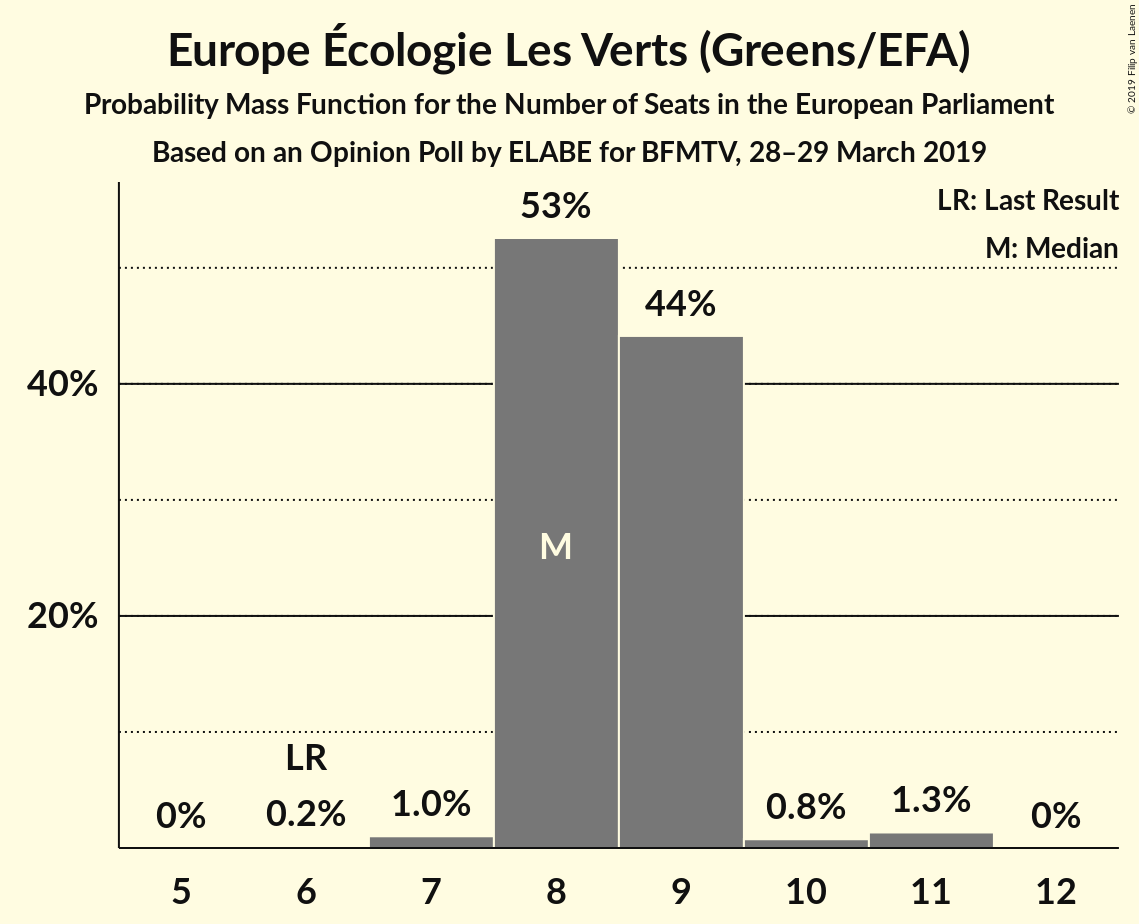 Europe Écologie Les Verts (Greens/EFA)
Probability Mass Function for the Number of Seats in the European Parliament
Based on an Opinion Poll by ELABE for BFMTV, 28–29 March 2019
© 2019 Filip van Laenen
LR: Last Result
M: Median
53%
44%
40%
M
20%
LR
0% 0.2% 1.0% 0.8% 1.3% 0%
5 6 7 8 9 10 11 12